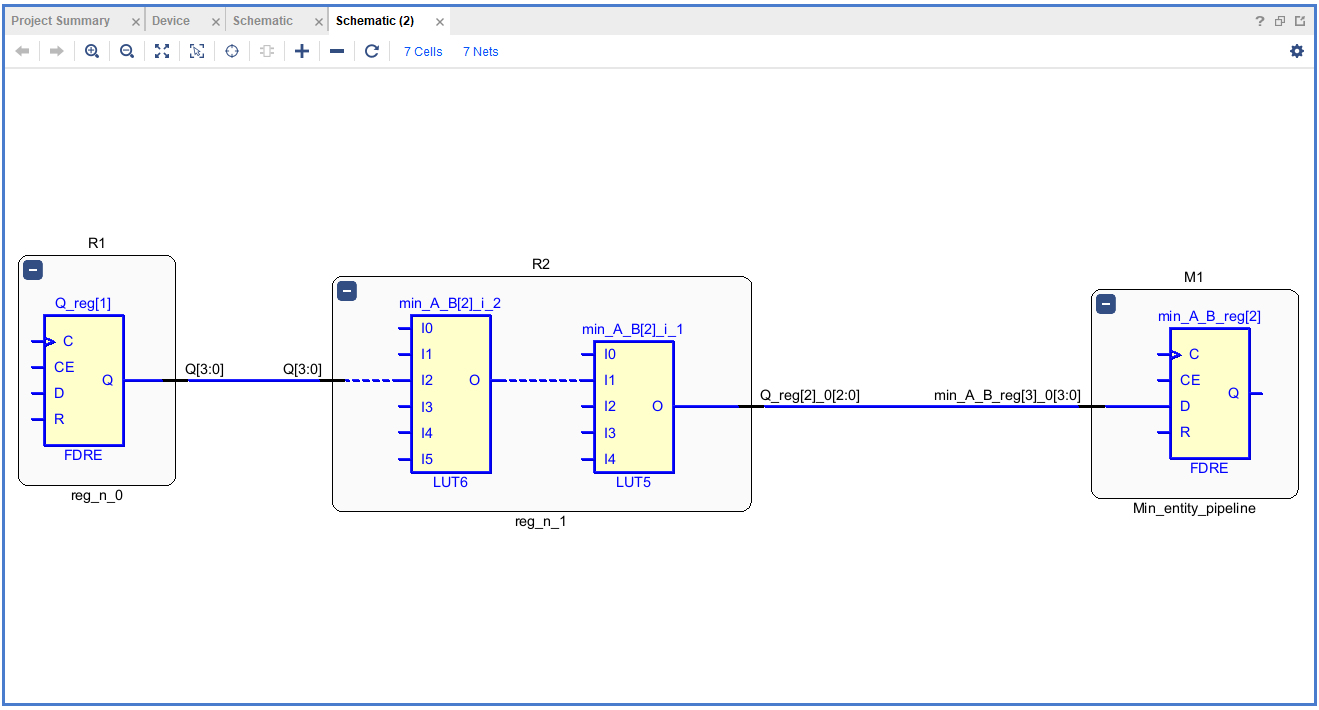 Project Summary Device Schematic Schematic (2)
7 Cells 7 Nets
R1
Q_reg[1]
C
CE
D
R
Q
FDRE
reg_n_0
Q[3:0]
Q[3:0]
R2
min_A_B[2]_i_2
I0
I1
I2
I3
I4
I5
O
LUT6
min_A_B[2]_i_1
I0
I1
I2
I3
I4
O
LUT5
reg_n_1
Q_reg[2]_0[2:0]
min_A_B_reg[3]_0[3:0]
M1
min_A_B_reg[2]
C
CE
D
R
Q
FDRE
Min_entity_pipeline